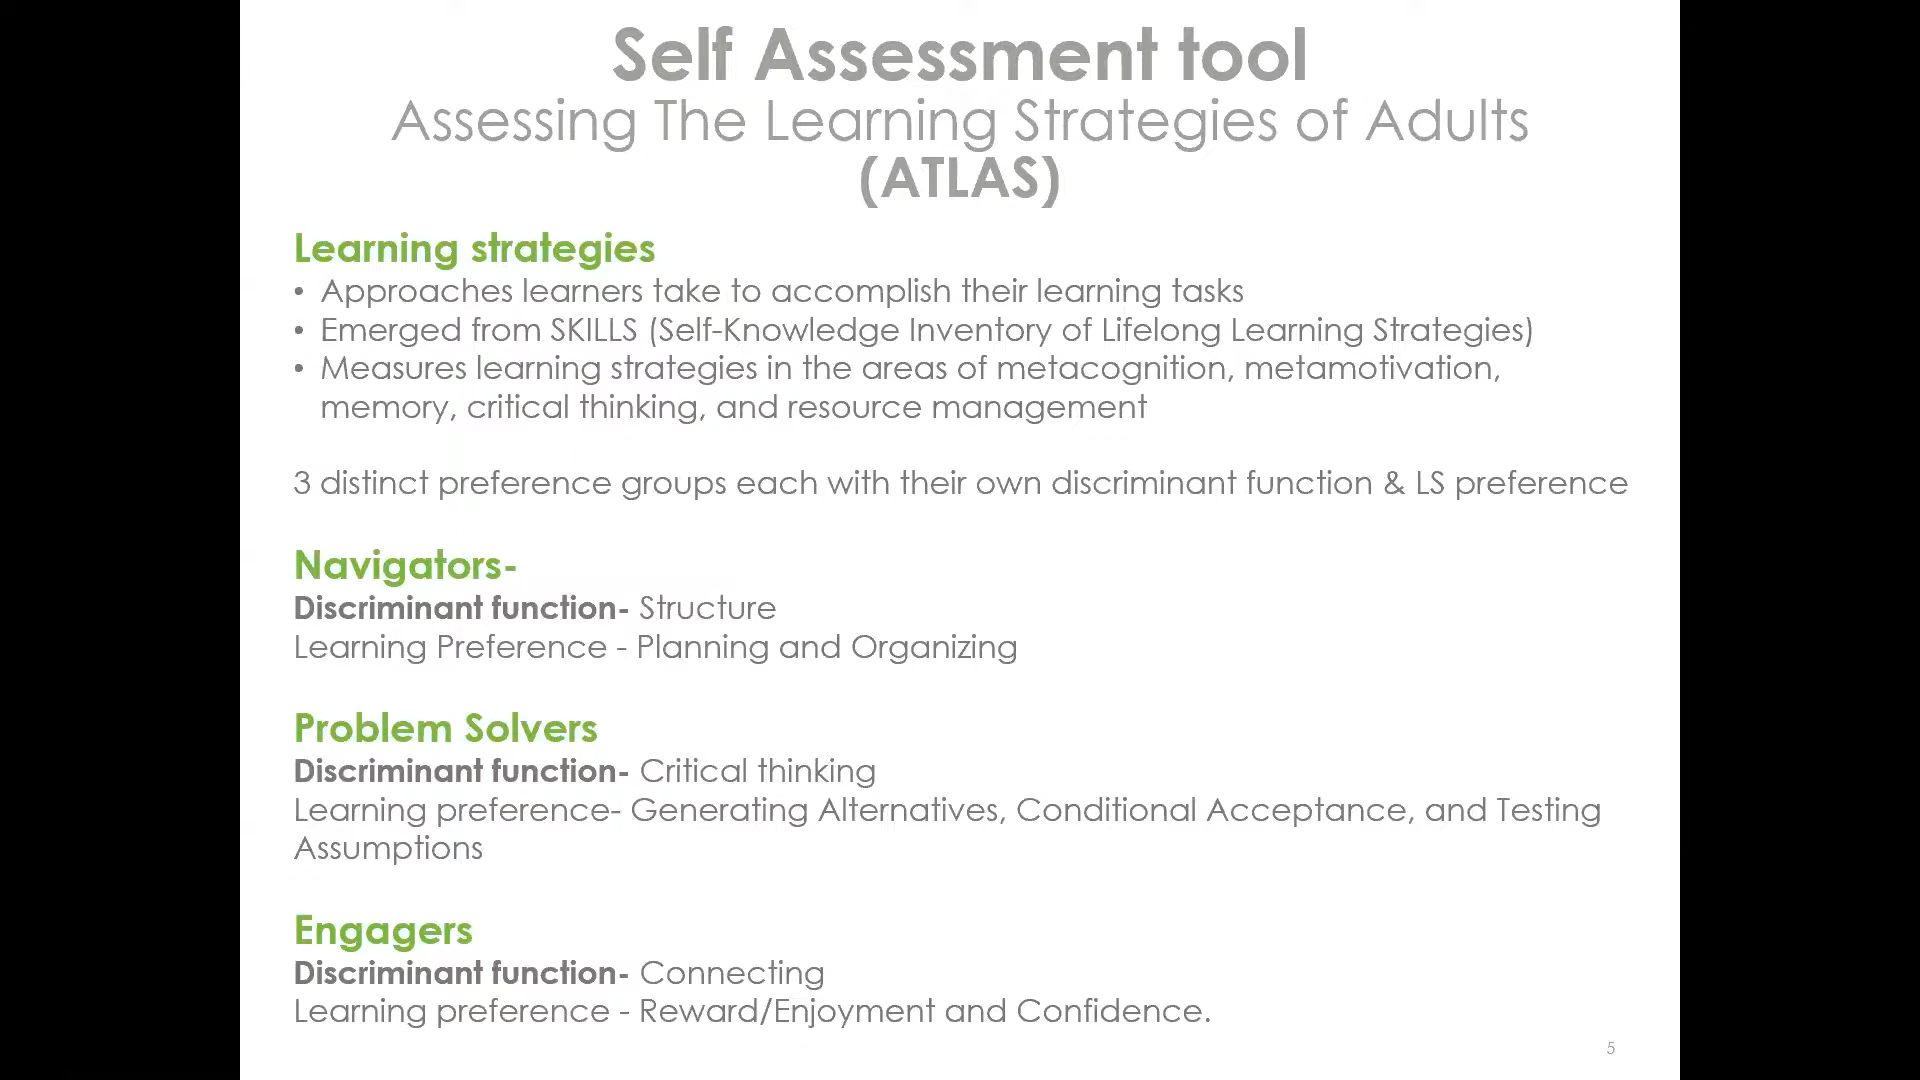 Self Assessment tool
Assessing The Learning Strategies of Adults
(ATLAS)
Learning strategies
• Approaches learners take to accomplish their learning tasks
• Emerged from SKILLS (Self-Knowledge Inventory of Lifelong Learning Strategies)
• Measures learning strategies in the areas of metacognition, metamotivation,
memory, critical thinking, and resource management
3 distinct preference groups each with their own discriminant function & LS preference
Navigators-
Discriminant function- Structure
Learning Preference - Planning and Organizing
Problem Solvers
Discriminant function- Critical thinking
Learning preference- Generating Alternatives, Conditional Acceptance, and Testing
Assumptions
Engagers
Discriminant function- Connecting
Learning preference - Reward/Enjoyment and Confidence.
5